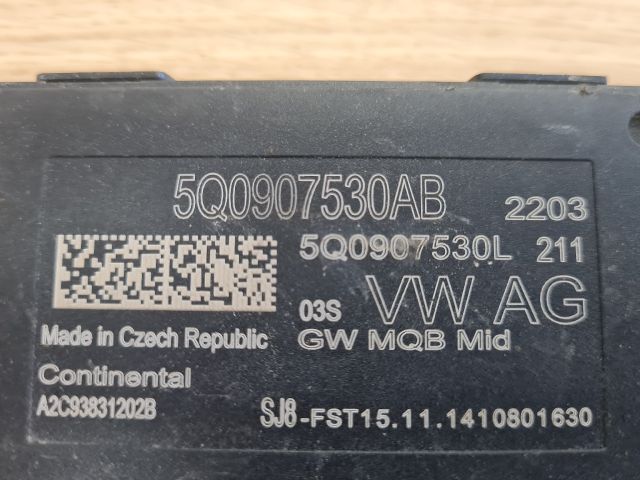 5Q0907530AB 2203
5Q0907530L 211
03S VW AG
Made in Czech Republic GW MQB Mid
Continental
A2C93831202B SJ8-FST15.11.1410801630